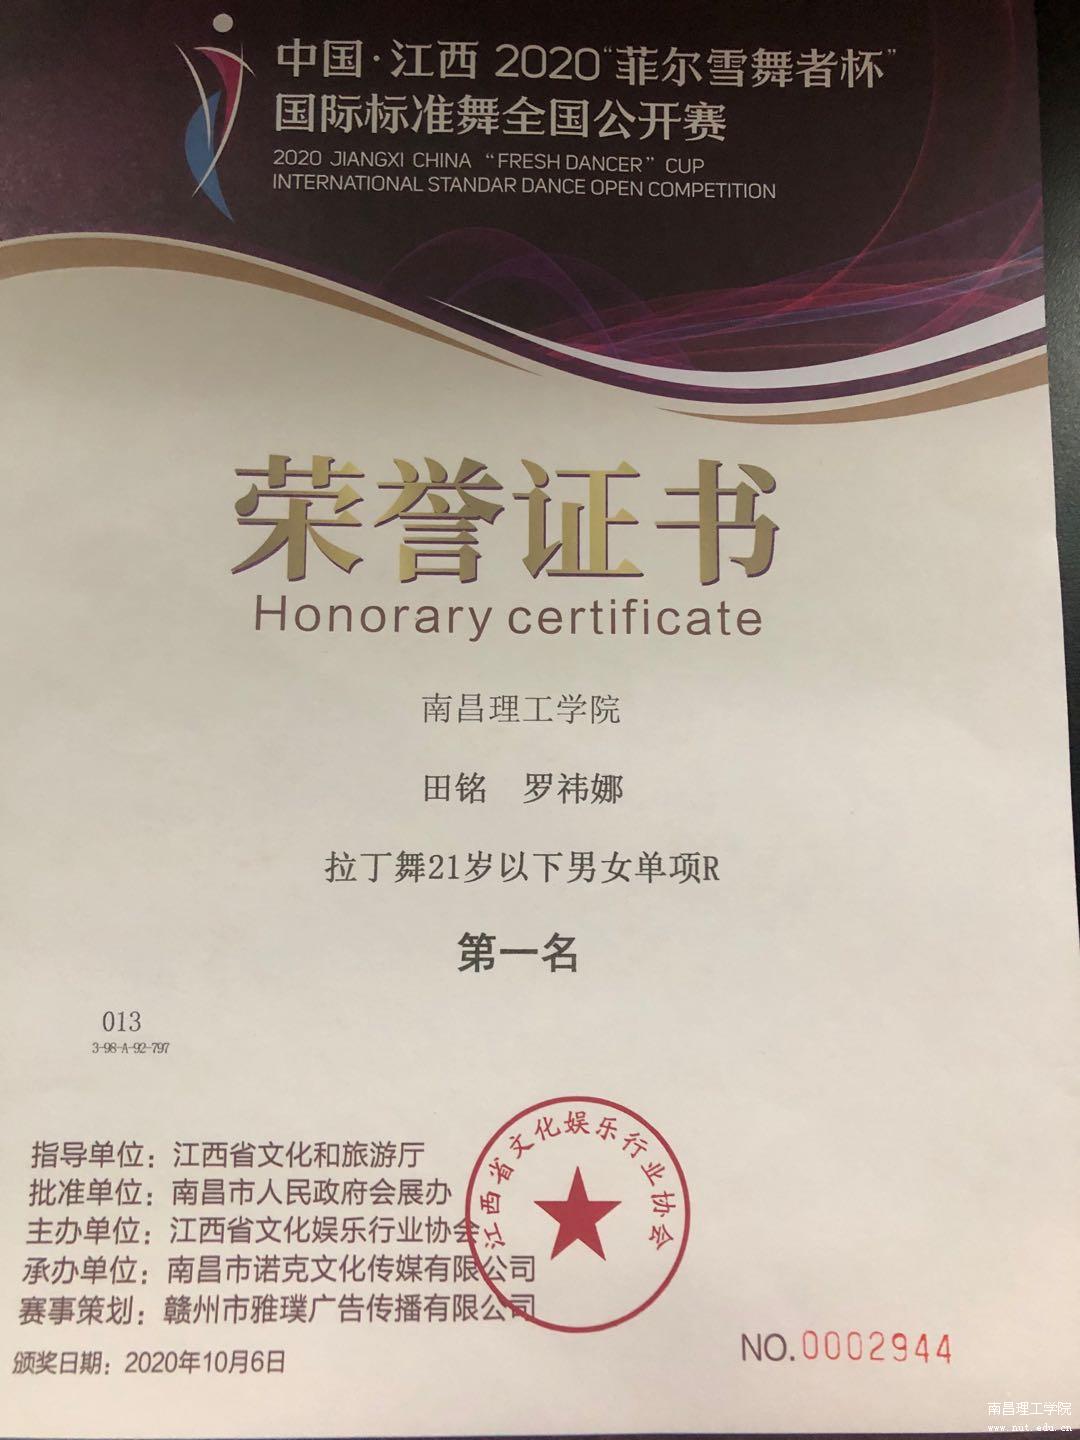 中国·江西 2020“菲尔雪舞者杯”
国际标准舞全国公开赛
2020 JIANGXI CHINA “FRESH DANCER” CUP
INTERNATIONAL STANDAR DANCE OPEN COMPETITION
荣誉证书
Honorary certificate
南昌理工学院
田铭 罗祎娜
拉丁舞21岁以下男女单项R
第一名
013
3-98-A-92-797
指导单位：江西省文化和旅游厅
批准单位：南昌市人民政府会展办
主办单位：江西省文化娱乐行业协会
承办单位：南昌市诺克文化传媒有限公司
赛事策划：赣州市雅璞广告传播有限公司
颁奖日期：2020年10月6日
江西省文化娱乐行业协会
NO.0002944
南昌理工学院
www.nut.edu.cn